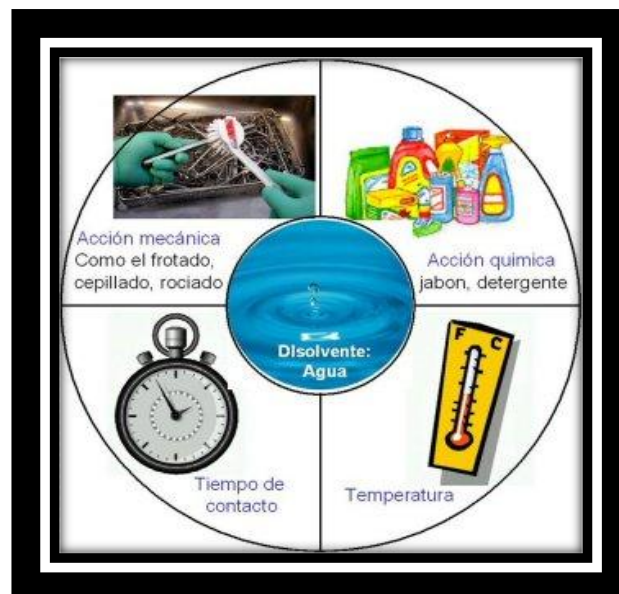 Acción mecánica
Como el frotado,
cepillado, rociado
Acción quimica
jabon, detergente
DIsolvente:
Agua
Tiempo de
contacto
F C
Temperatura